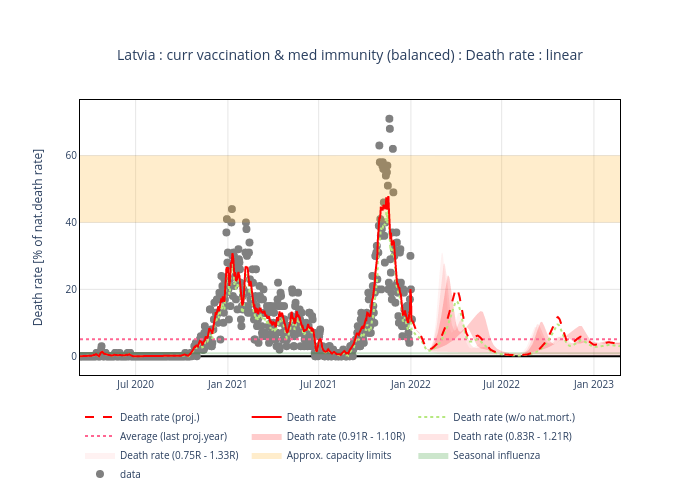 Latvia : curr vaccination & med immunity (balanced) : Death rate : linear
Death rate [% of nat.death rate]
60
40
20
0
Jul 2020
Jan 2021
Jul 2021
Jan 2022
Jul 2022
Jan 2023
Death rate (proj.)
Death rate
Death rate (w/o nat.mort.)
Average (last proj.year)
Death rate (0.91R - 1.10R)
Death rate (0.83R - 1.21R)
Death rate (0.75R - 1.33R)
Approx. capacity limits
Seasonal influenza
data